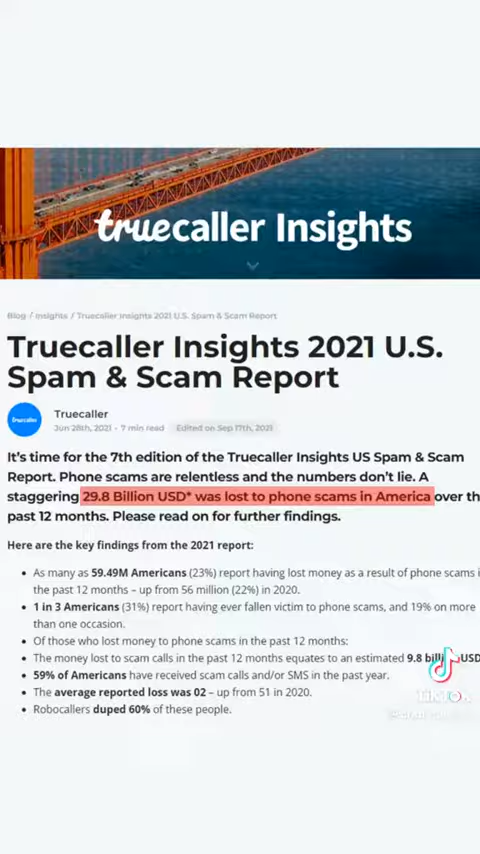 truecaller Insights
Blog / Insights / Truecaller Insights 2021 U.S. Spam & Scam Report
Truecaller Insights 2021 U.S.
Spam & Scam Report
truecaller
Truecaller
Jun 28th, 2021 • 7 min read Edited on Sep 17th, 2021
It's time for the 7th edition of the Truecaller Insights US Spam & Scam
Report. Phone scams are relentless and the numbers don't lie. A
staggering 29.8 Billion USD* was lost to phone scams in America over th
past 12 months. Please read on for further findings.
Here are the key findings from the 2021 report:
• As many as 59.49M Americans (23%) report having lost money as a result of phone scams i
the past 12 months – up from 56 million (22%) in 2020.
• 1 in 3 Americans (31%) report having ever fallen victim to phone scams, and 19% on more
than one occasion.
• Of those who lost money to phone scams in the past 12 months:
• The money lost to scam calls in the past 12 months equates to an estimated 9.8 billi USD
• 59% of Americans have received scam calls and/or SMS in the past year.
• The average reported loss was 02 – up from 51 in 2020.
• Robocallers duped 60% of these people.
TikTok